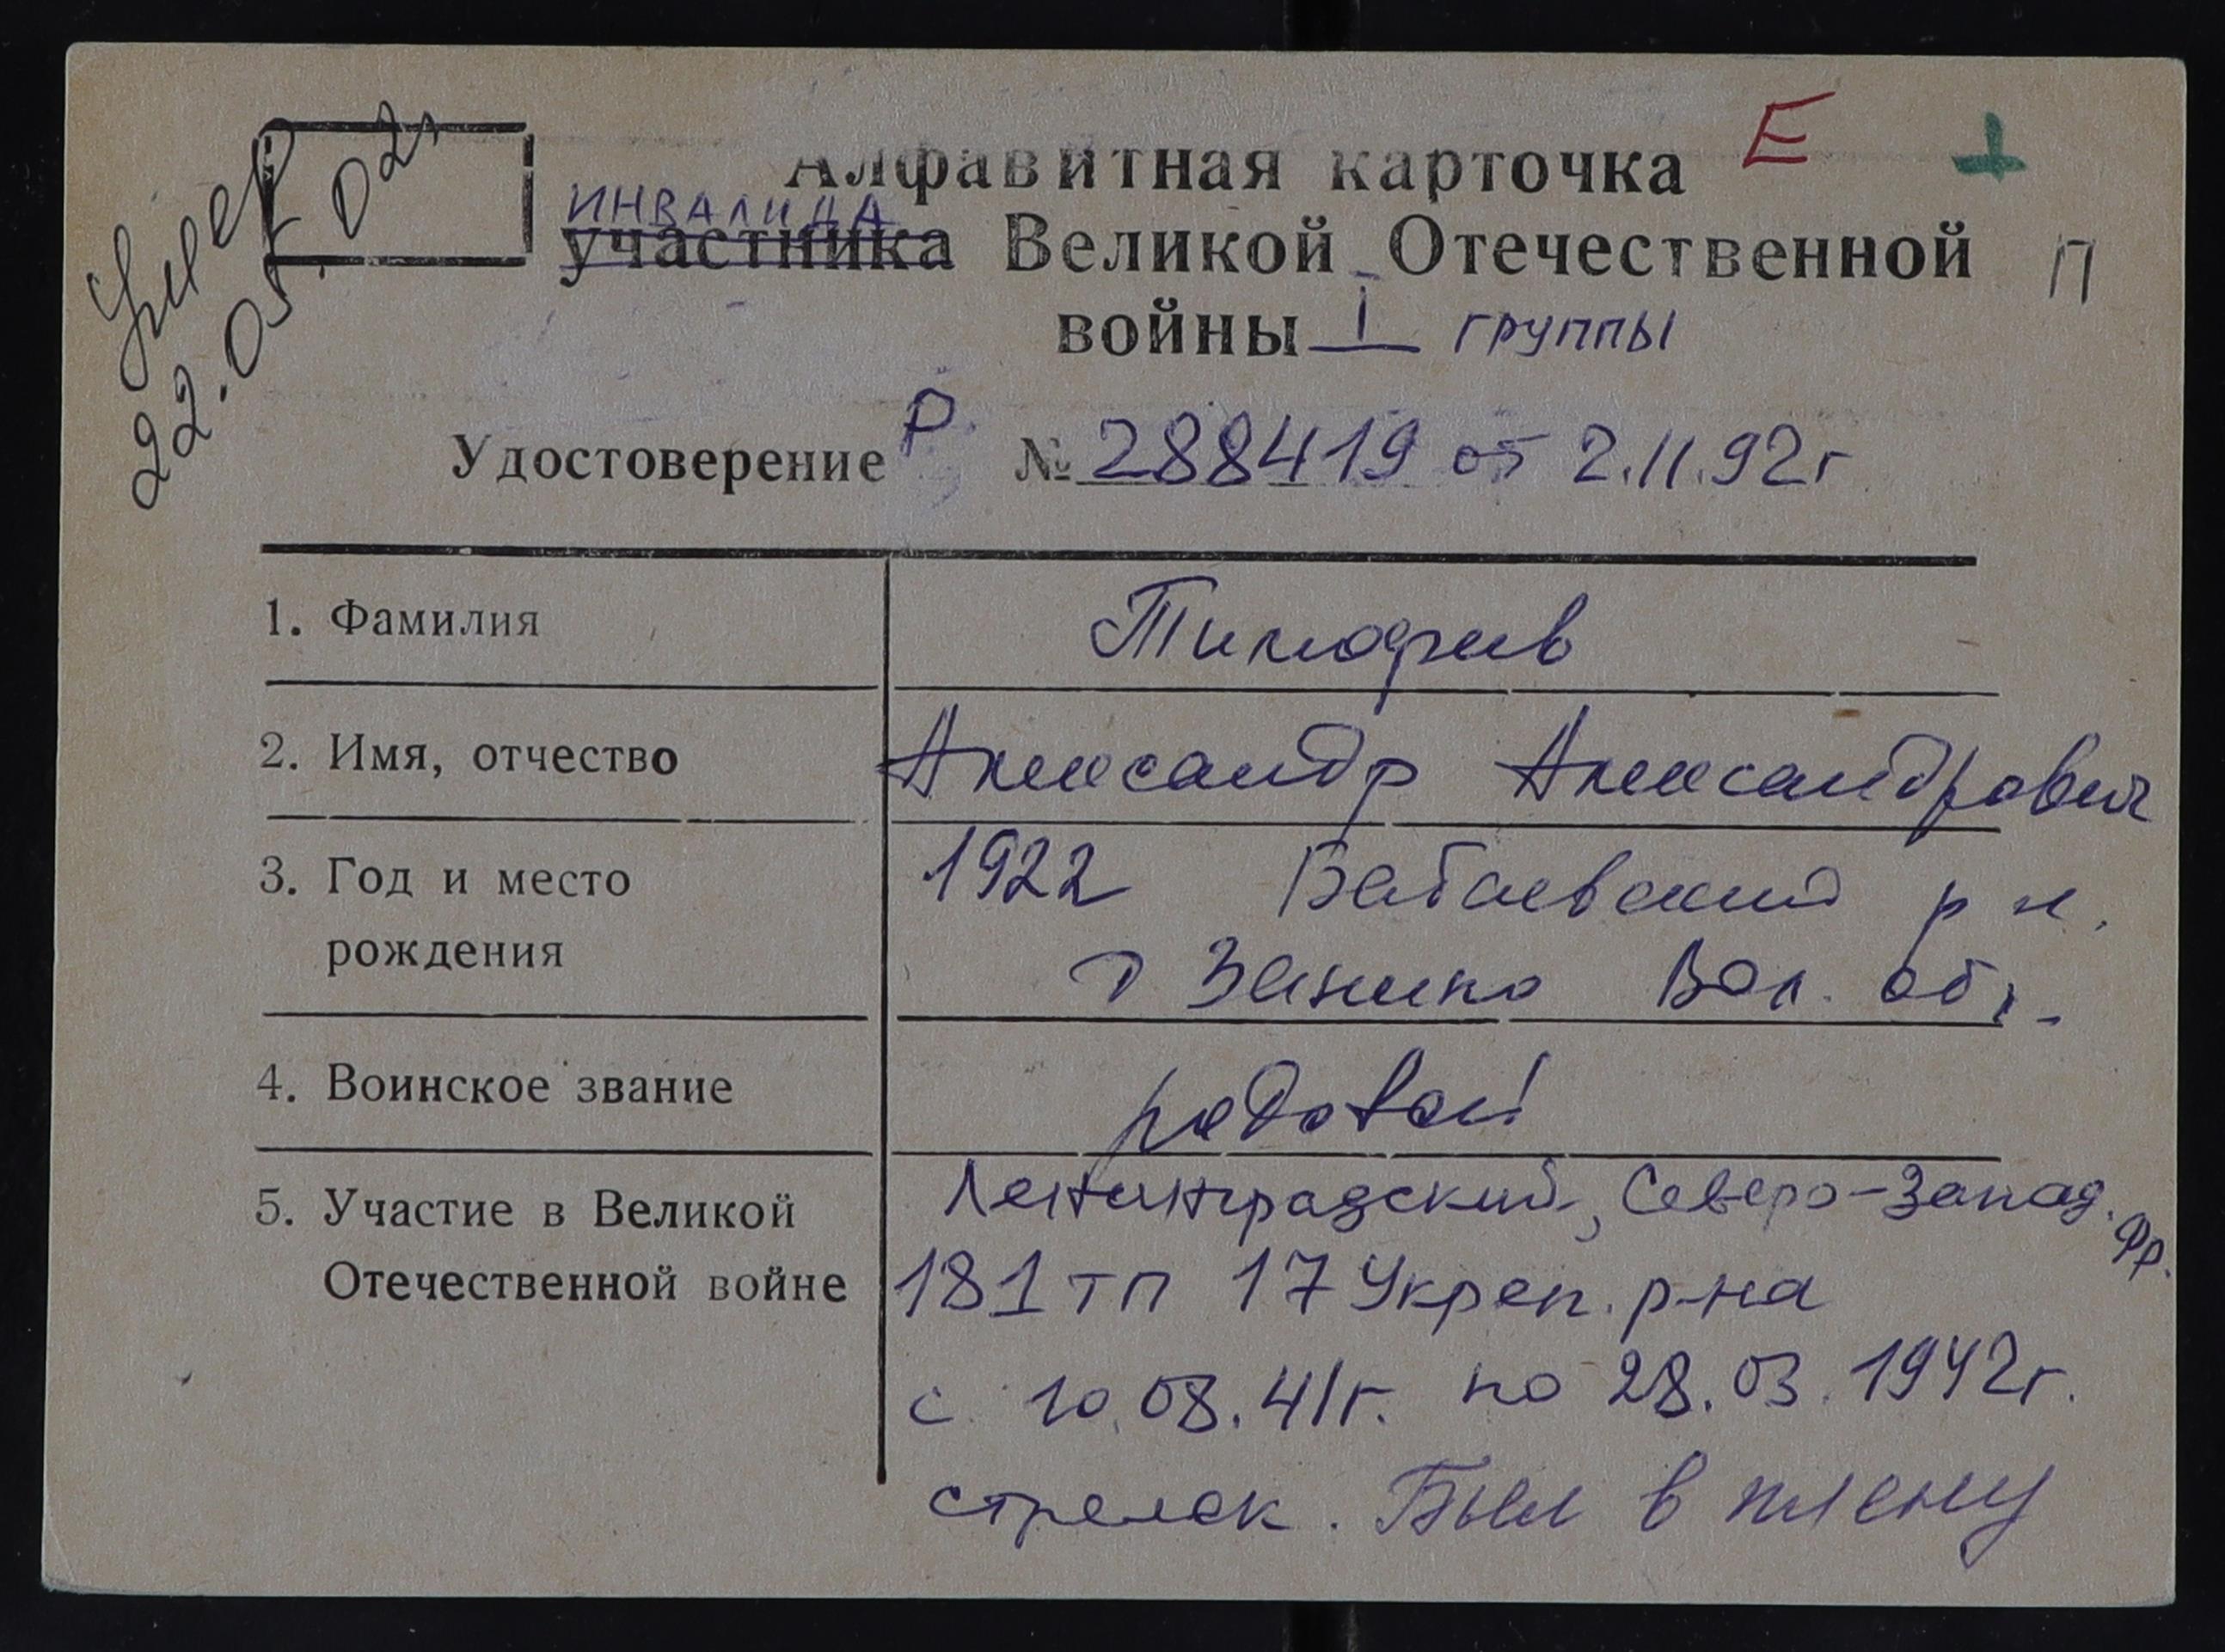 Умер
22.05.02г
Алфавитная карточка Е +
инвалида
участника Великой Отечественной П
войны I группы
Удостоверение Р № 288419 от 2.11.92г
1. Фамилия Тимофеев
2. Имя, отчество Александр Александрович
3. Год и место 1922 Бабаевский р н.
рождения д Занино Вол. обл.
4. Воинское звание рядовой
5. Участие в Великой Ленинградский, Северо-Запад. фр.
Отечественной войне 181 тп 17 Укреп. р-на
с 10.08.41г. по 28.03.1942г.
стрелок. Был в плену